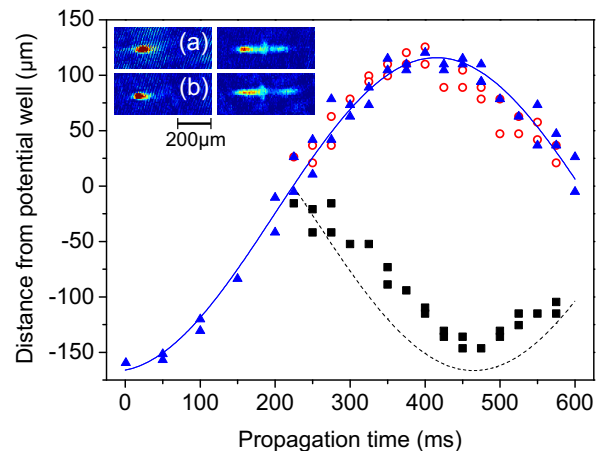 Distance from potential well (µm)
150
100
50
0
-50
-100
-150
(a)
(b)
200µm
0 100 200 300 400 500 600
Propagation time (ms)